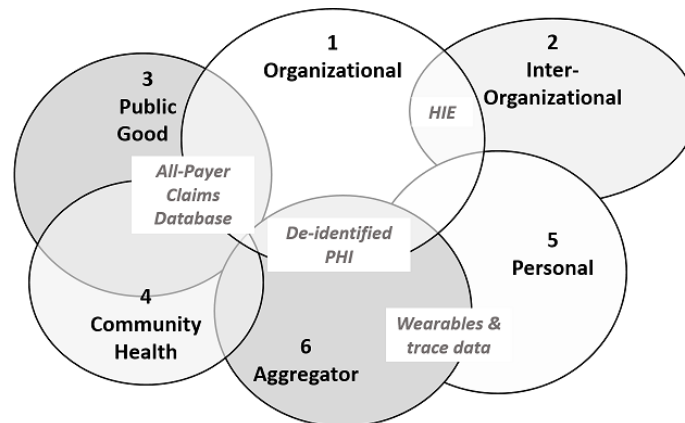 1
Organizational
2
Inter-
Organizational
3
Public
Good
HIE
All-Payer
Claims
Database
De-identified
PHI
5
Personal
4
Community
Health
Wearables &
trace data
6
Aggregator